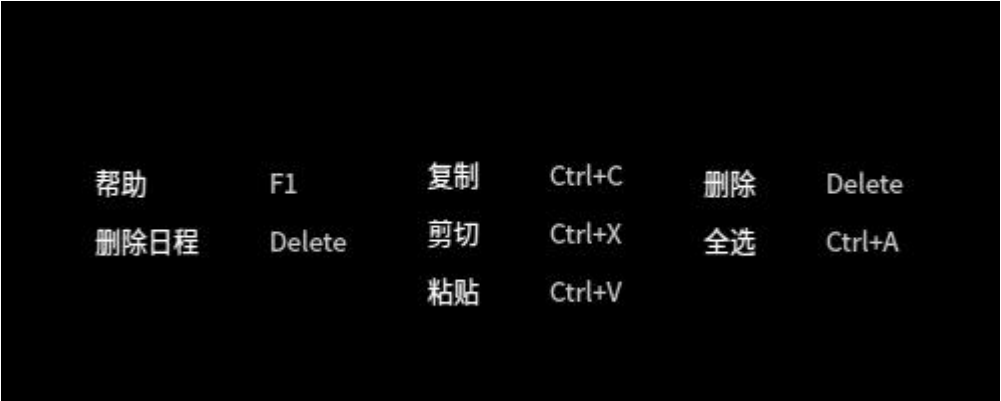 帮助 F1
删除日程 Delete
复制 Ctrl+C
剪切 Ctrl+X
粘贴 Ctrl+V
删除 Delete
全选 Ctrl+A